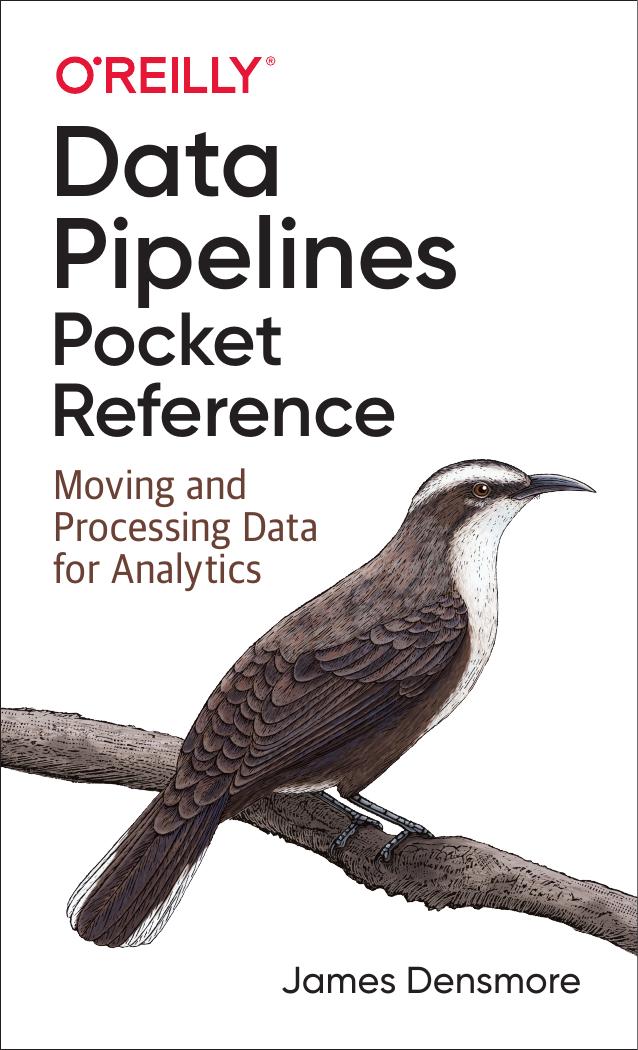 O'REILLY®
Data
Pipelines
Pocket
Reference
Moving and
Processing Data
for Analytics
James Densmore